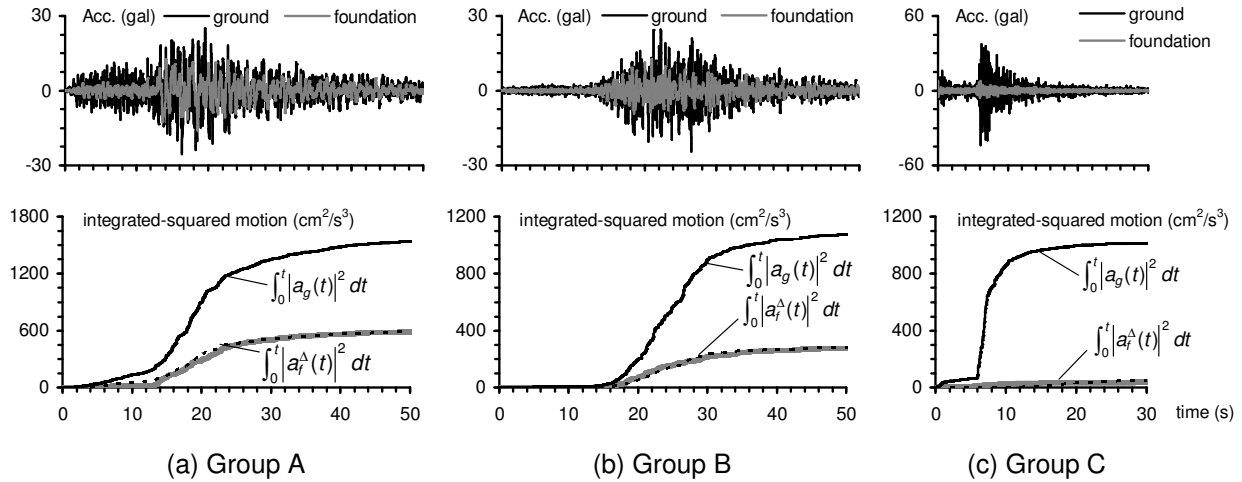 30 Acc. (gal) ground foundation
0
-30
30 Acc. (gal) ground foundation
0
-30
60 Acc. (gal) ground
foundation
0
-60
1800 integrated-squared motion (cm²/s³)
1200
600
0
∫₀ᵗ|a_g(t)|² dt
∫₀ᵗ|a_f^Δ(t)|² dt
0 10 20 30 40 50
1200 integrated-squared motion (cm²/s³)
800
400
0
∫₀ᵗ|a_g(t)|² dt
∫₀ᵗ|a_f^Δ(t)|² dt
0 10 20 30 40 50
1200 integrated-squared motion (cm²/s³)
800
400
0
∫₀ᵗ|a_g(t)|² dt
∫₀ᵗ|a_f^Δ(t)|² dt
0 10 20 30 time (s)
(a) Group A
(b) Group B
(c) Group C